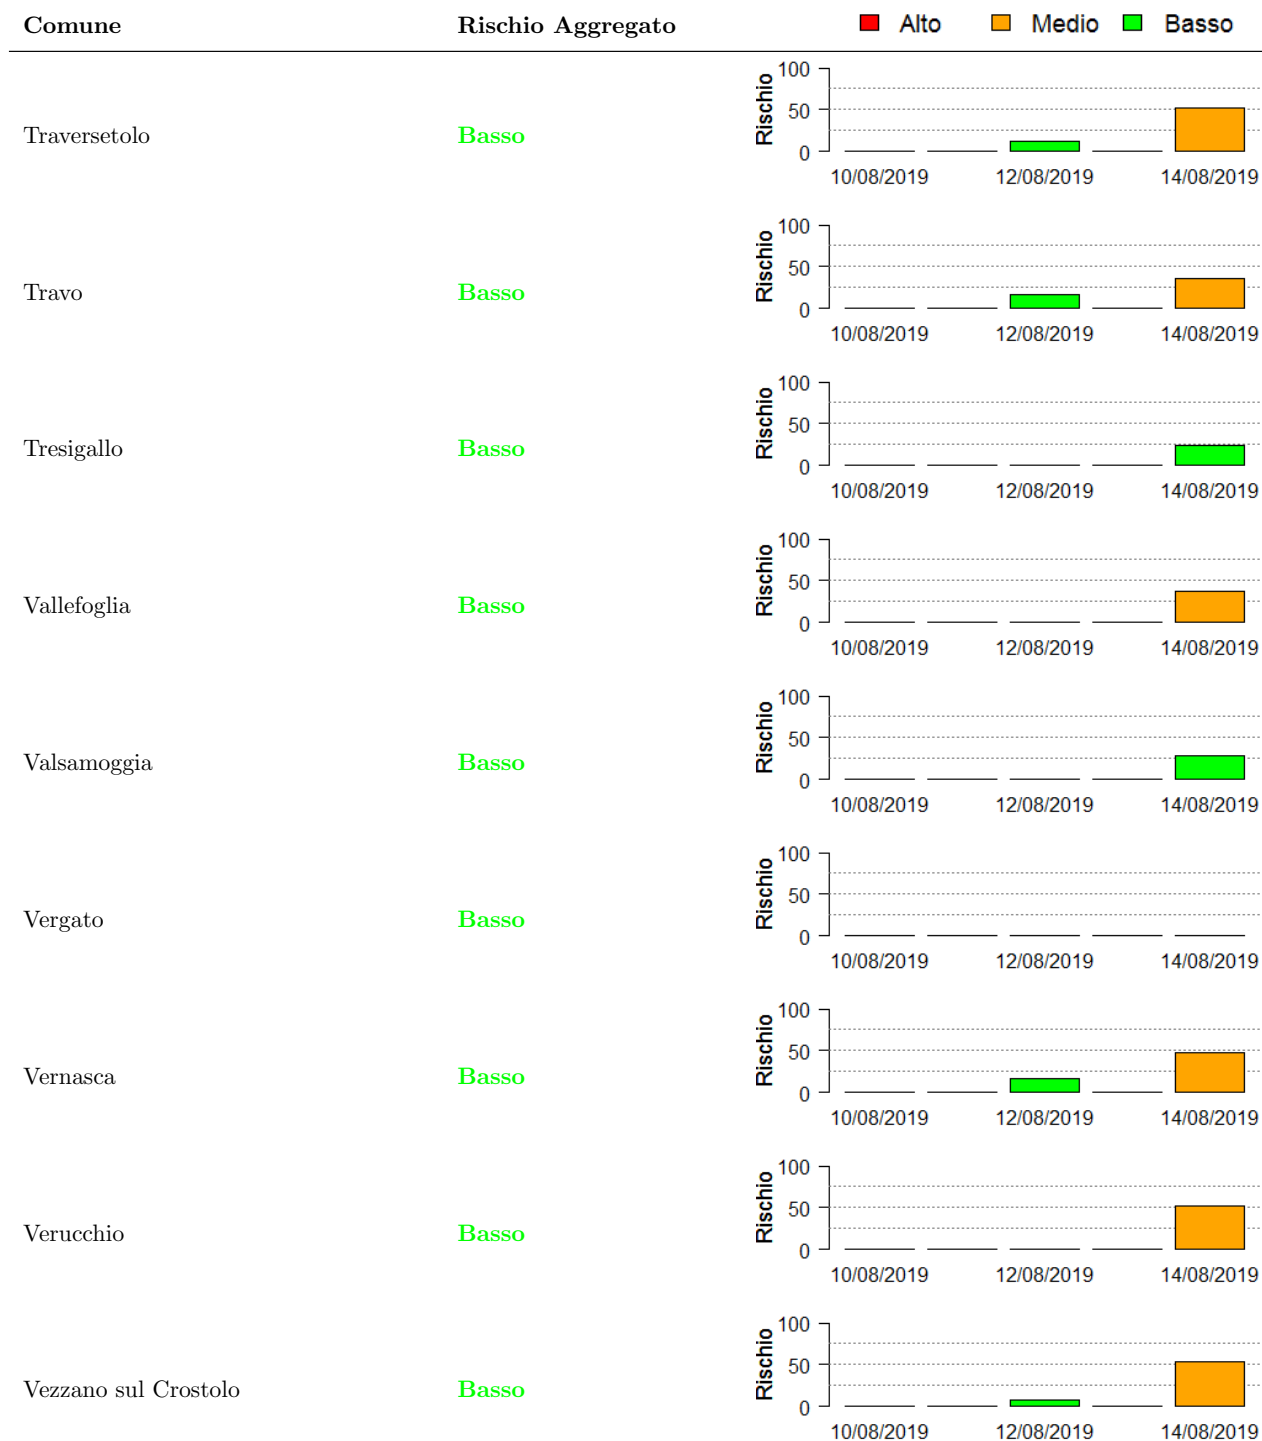 Comune Rischio Aggregato Alto Medio Basso
Traversetolo Basso
Rischio
100
50
0
10/08/2019 12/08/2019 14/08/2019
Travo Basso
Rischio
100
50
0
10/08/2019 12/08/2019 14/08/2019
Tresigallo Basso
Rischio
100
50
0
10/08/2019 12/08/2019 14/08/2019
Vallefoglia Basso
Rischio
100
50
0
10/08/2019 12/08/2019 14/08/2019
Valsamoggia Basso
Rischio
100
50
0
10/08/2019 12/08/2019 14/08/2019
Vergato Basso
Rischio
100
50
0
10/08/2019 12/08/2019 14/08/2019
Vernasca Basso
Rischio
100
50
0
10/08/2019 12/08/2019 14/08/2019
Verucchio Basso
Rischio
100
50
0
10/08/2019 12/08/2019 14/08/2019
Vezzano sul Crostolo Basso
Rischio
100
50
0
10/08/2019 12/08/2019 14/08/2019